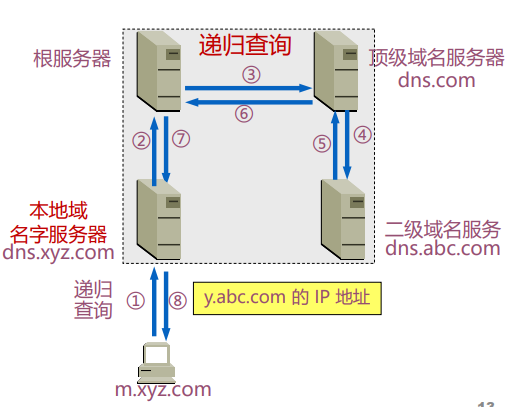 递归查询
根服务器
顶级域名服务器
dns.com
③
⑥
②
⑦
⑤
④
本地域
名字服务器
dns.xyz.com
二级域名服务
dns.abc.com
递归
查询
①
⑧
y.abc.com 的 IP 地址
m.xyz.com